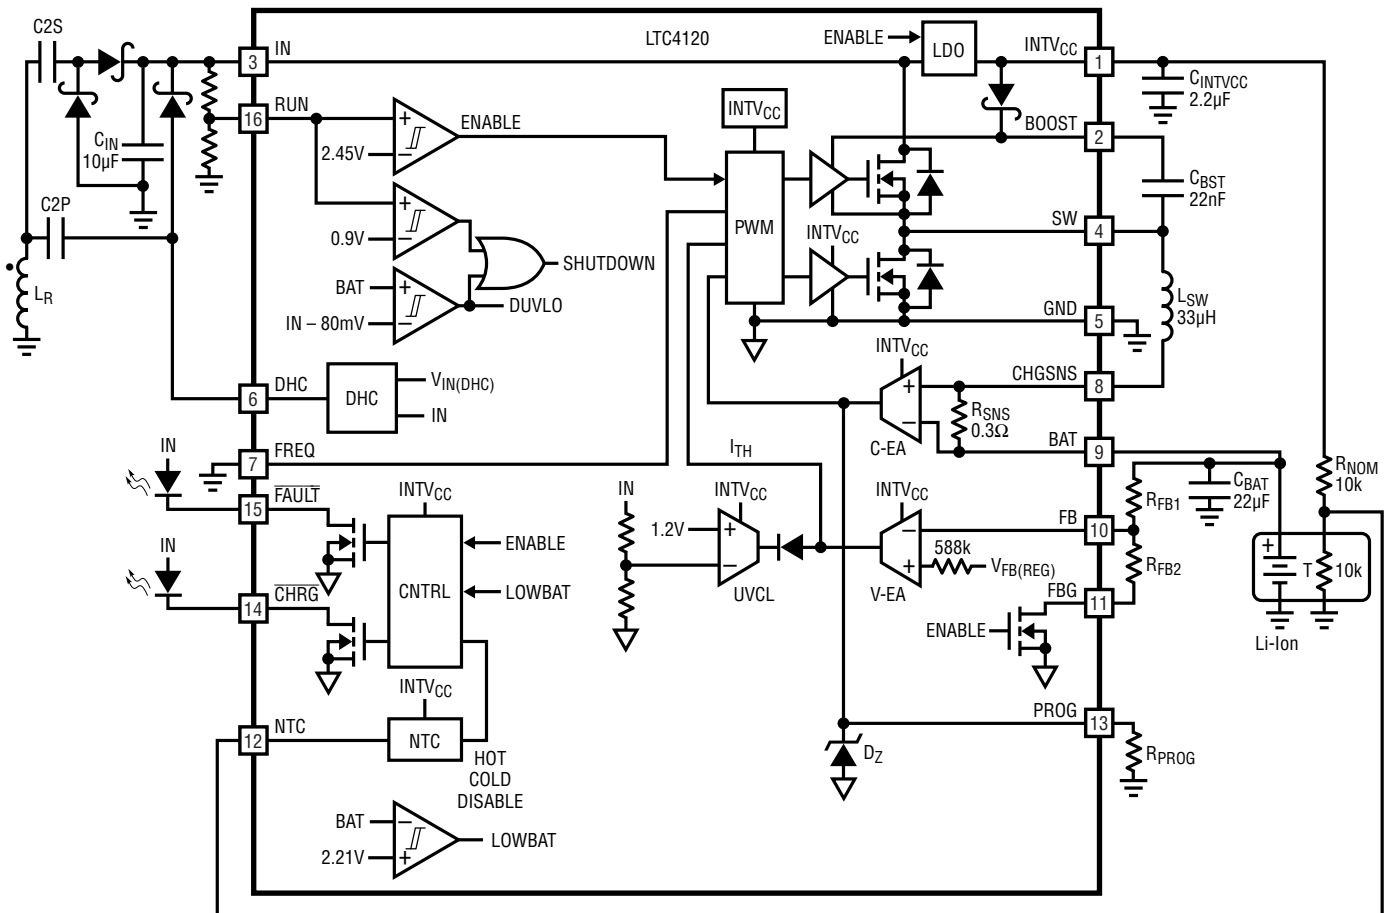 C2S
3
IN
LTC4120
ENABLE
LDO
INTVCC
1
CINTVCC
2.2µF
16
RUN
CIN
10µF
2.45V
+
−
ENABLE
INTVCC
BOOST
2
CBST
22nF
C2P
+
−
0.9V
PWM
SW
4
INTVCC
SHUTDOWN
LR
BAT
+
−
IN – 80mV
DUVLO
GND
5
LSW
33µH
6
DHC
DHC
VIN(DHC)
IN
INTVCC
+
−
C-EA
CHGSNS
8
RSNS
0.3Ω
BAT
9
IN
7
FREQ
ITH
RNOM
10k
15
FAULT
INTVCC
IN
INTVCC
INTVCC
RFB1
CBAT
22µF
1.2V
+
−
UVCL
−
+
V-EA
FB
10
588k
VFB(REG)
IN
CNTRL
ENABLE
LOWBAT
RFB2
+
T
10k
Li-Ion
14
CHRG
FBG
11
ENABLE
INTVCC
12
NTC
NTC
HOT
COLD
DISABLE
PROG
13
DZ
RPROG
BAT
−
+
2.21V
LOWBAT